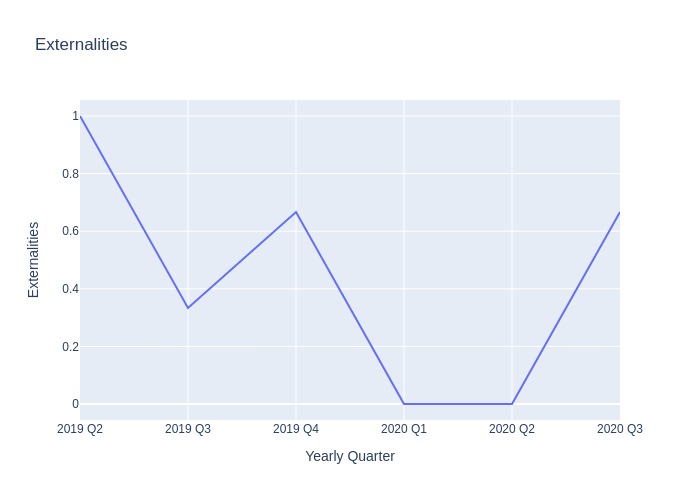 Externalities
1
0.8
0.6
0.4
0.2
0
Externalities
2019 Q2
2019 Q3
2019 Q4
2020 Q1
2020 Q2
2020 Q3
Yearly Quarter